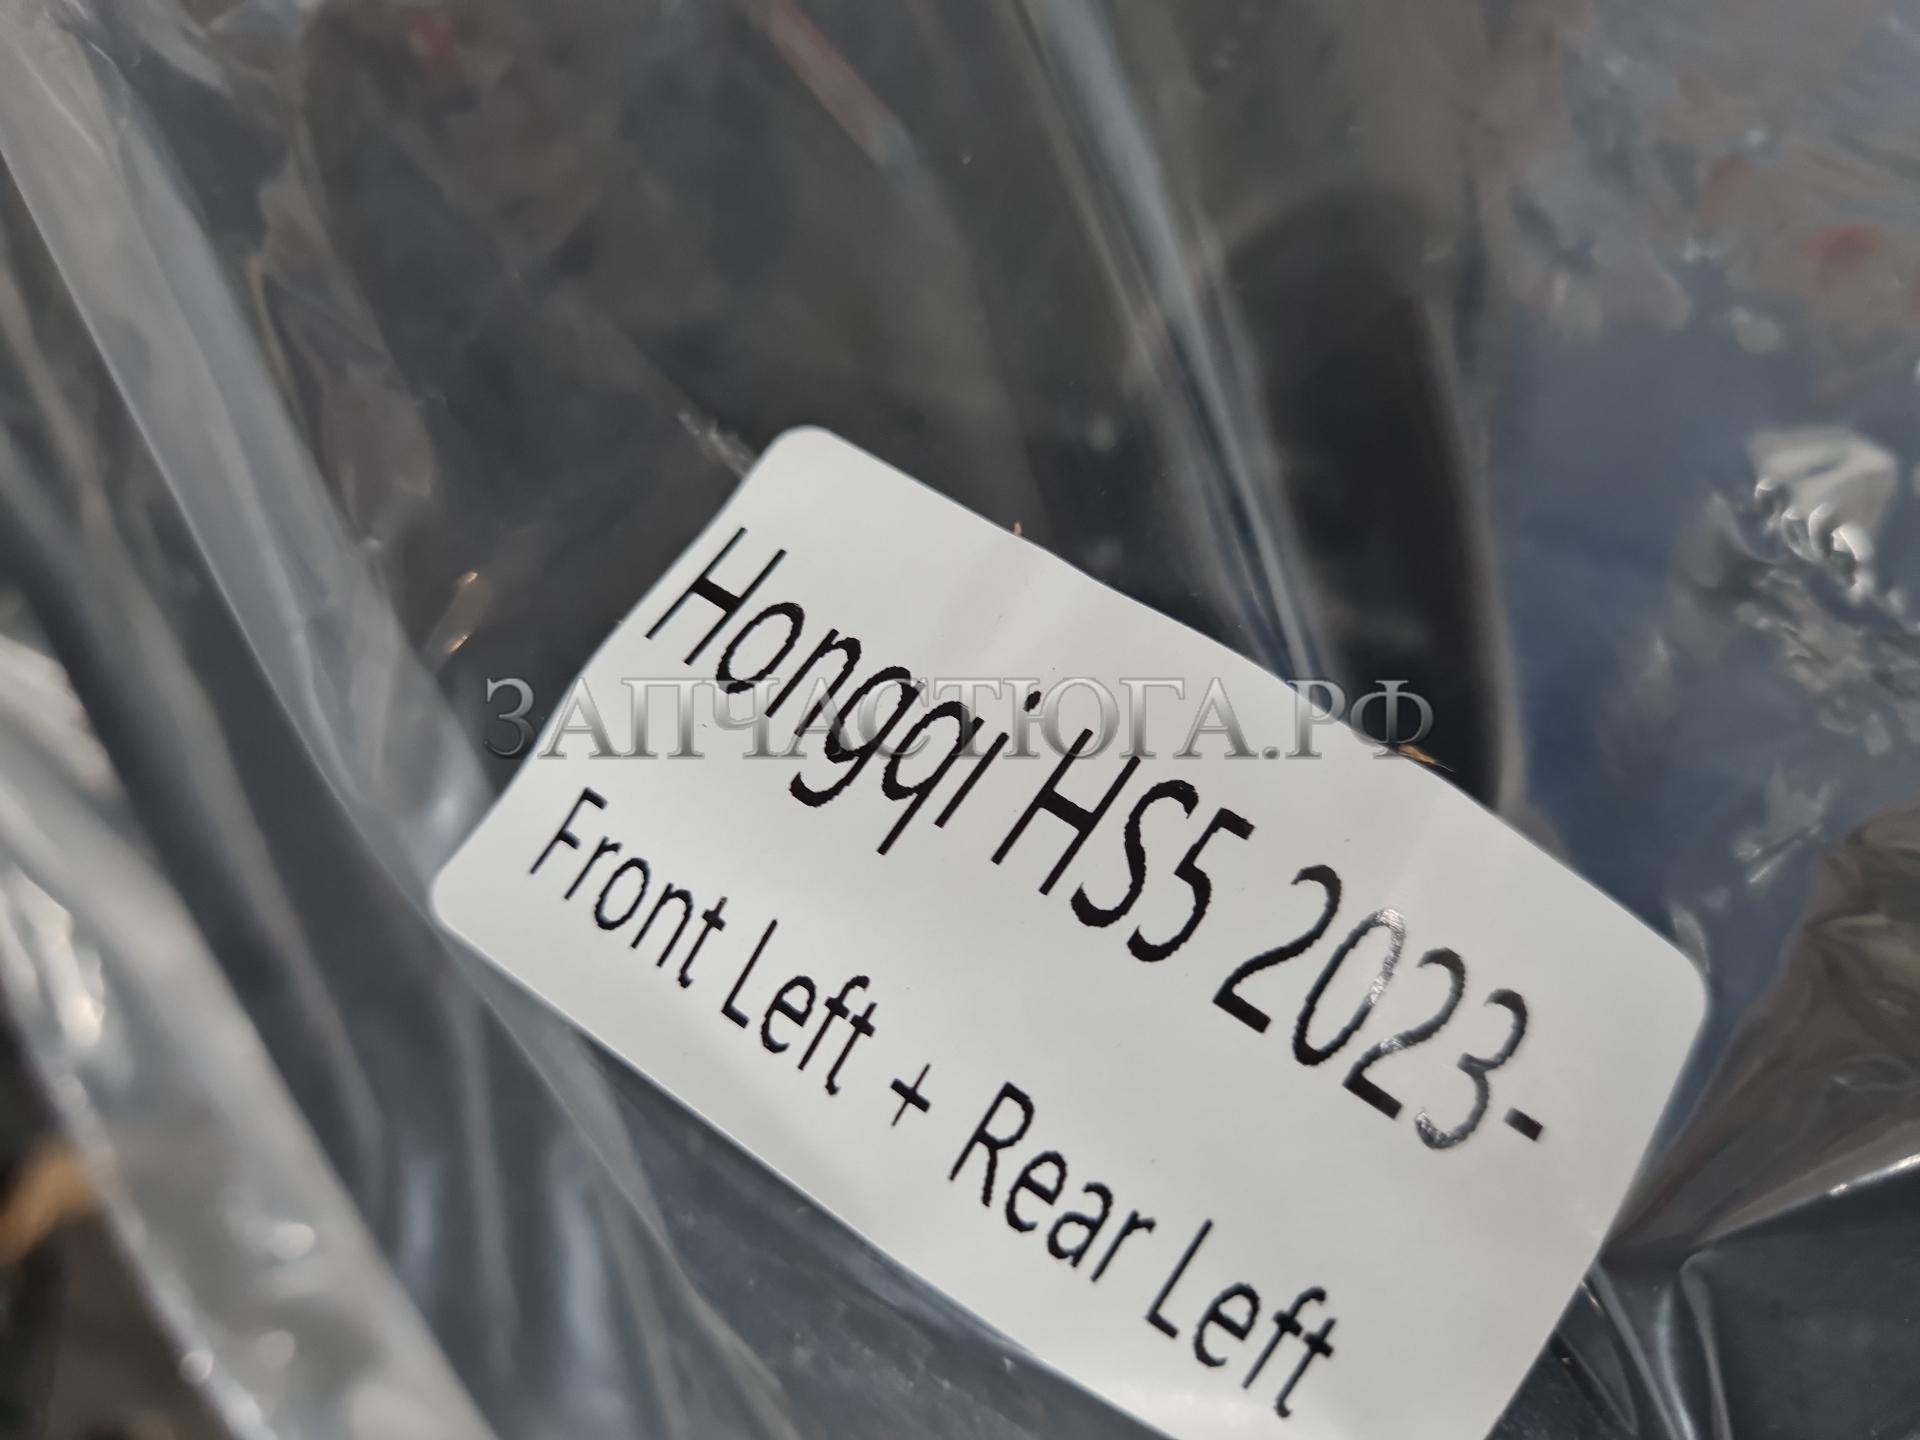 Hongqi HS5 2023-
ЗАПЧАСТЮГА.РФ
Front Left + Rear Left